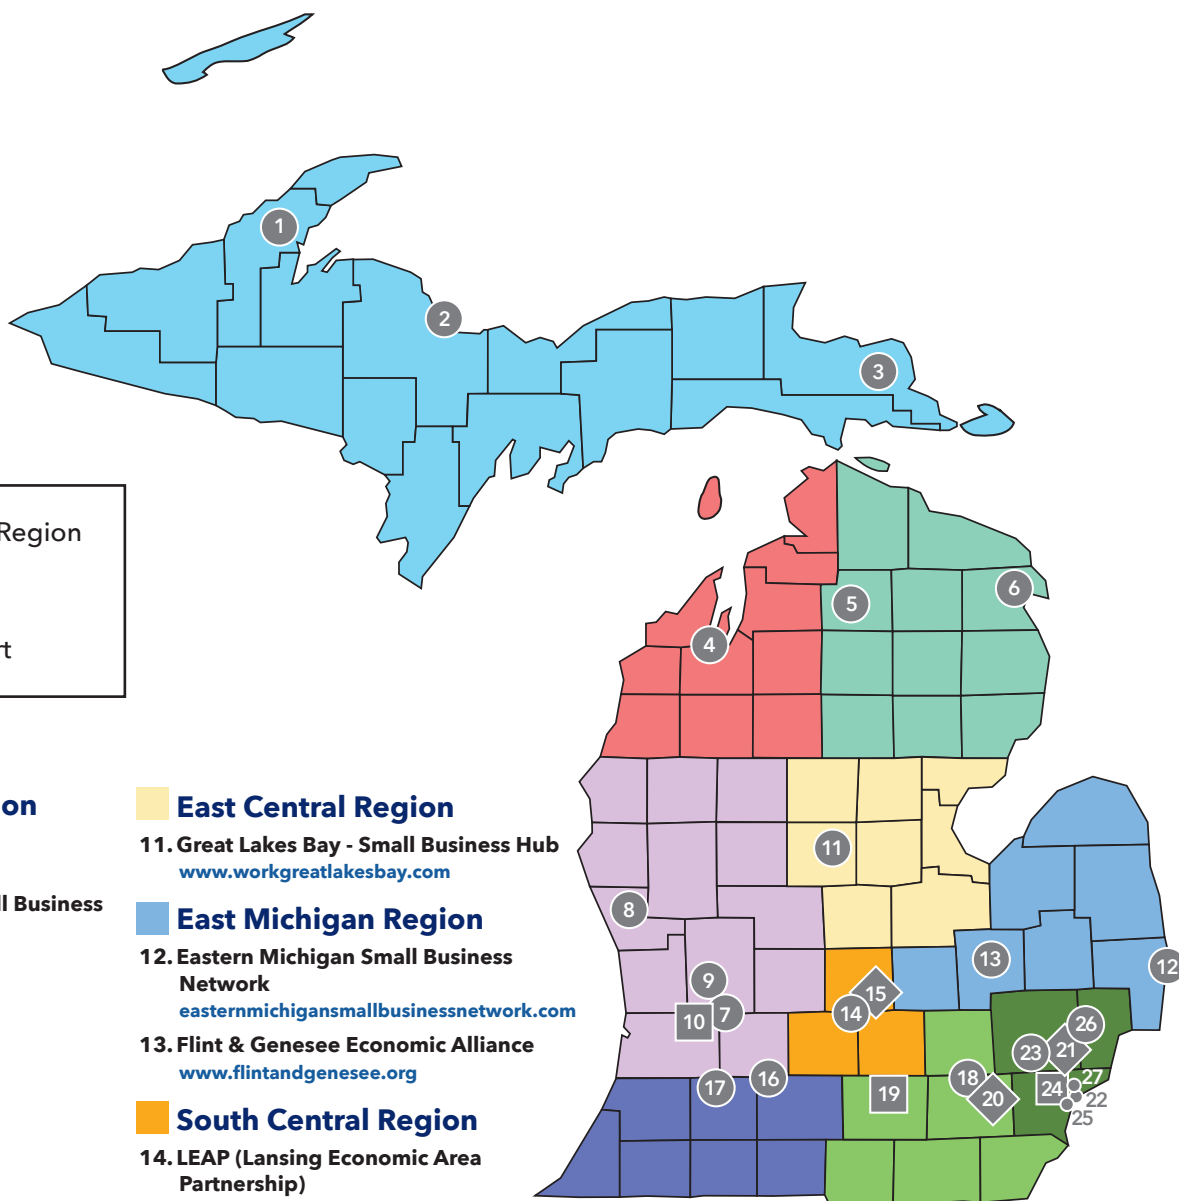 1
2
3
Region
rt
4
5
6
on
ll Business
East Central Region
11. Great Lakes Bay - Small Business Hub
www.workgreatlakesbay.com
East Michigan Region
12. Eastern Michigan Small Business
Network
easternmichigansmallbusinessnetwork.com
13. Flint & Genesee Economic Alliance
www.flintandgenesee.org
South Central Region
14. LEAP (Lansing Economic Area
Partnership)
11
8
13
12
9
15
10
7
14
26
23
21
17
16
18
27
19
20
24
22
25